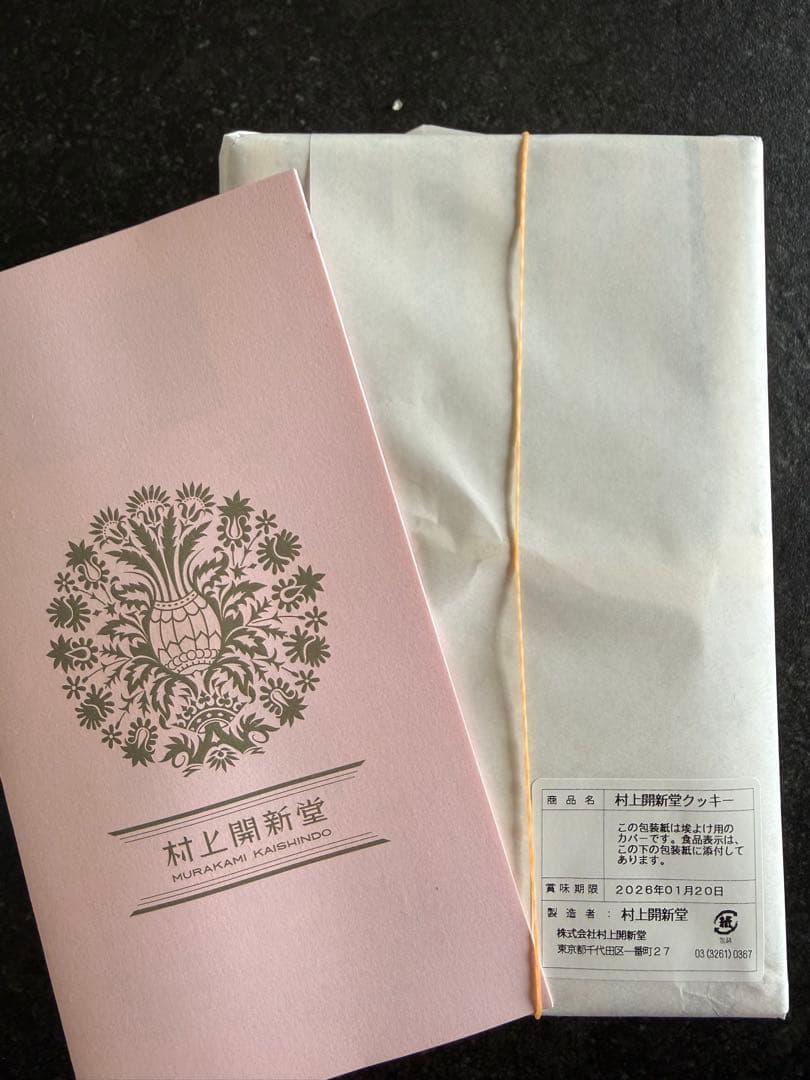 村上開新堂
MURAKAMI KAISHINDO
商品名 村上開新堂クッキー
この包装紙は埃よけ用の
カバーです。食品表示は、
この下の包装紙に添付して
あります。
賞味期限 2026年01月20日
製造者： 村上開新堂
株式会社村上開新堂
東京都千代田区一番町27 03(3261)0367
紙
包装